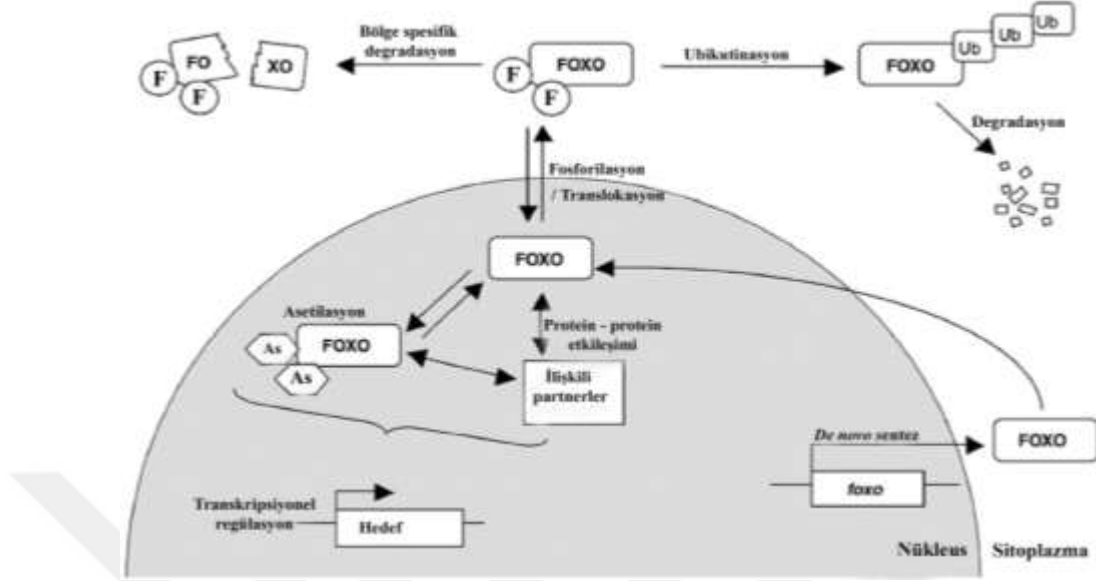 Bölge spesifik
degradasyon
FO
XO
F
F
FOXO
F
F
Ubikutinasyon
FOXO
Ub
Ub
Ub
Degradasyon
Fosforilasyon
/ Translokasyon
FOXO
Asetilasyon
FOXO
As
As
Protein - protein
etkileşimi
İlişkili
partnerler
De novo sentez
FOXO
foxo
Transkripsiyonel
regülasyon
Hedef
Nükleus
Sitoplazma